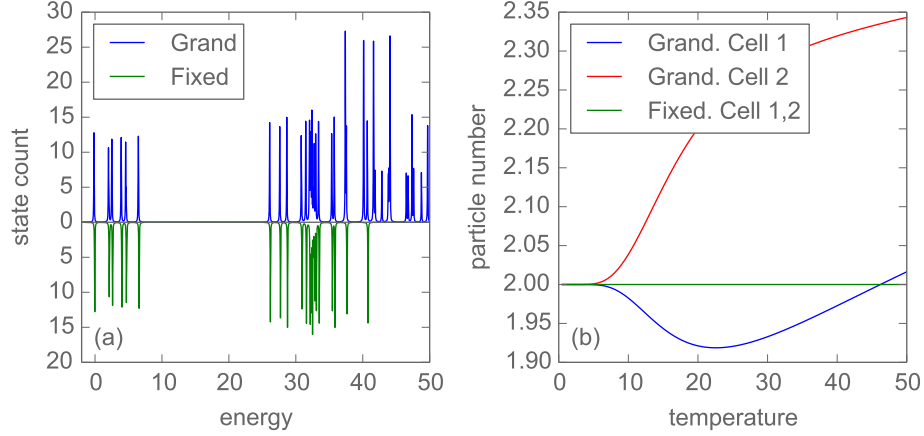 30
25
20
15
10
5
0
5
10
15
20
state count
Grand
Fixed
(a)
0 10 20 30 40 50
energy
2.35
2.30
2.25
2.20
2.15
2.10
2.05
2.00
1.95
1.90
particle number
Grand. Cell 1
Grand. Cell 2
Fixed. Cell 1,2
(b)
0 10 20 30 40 50
temperature